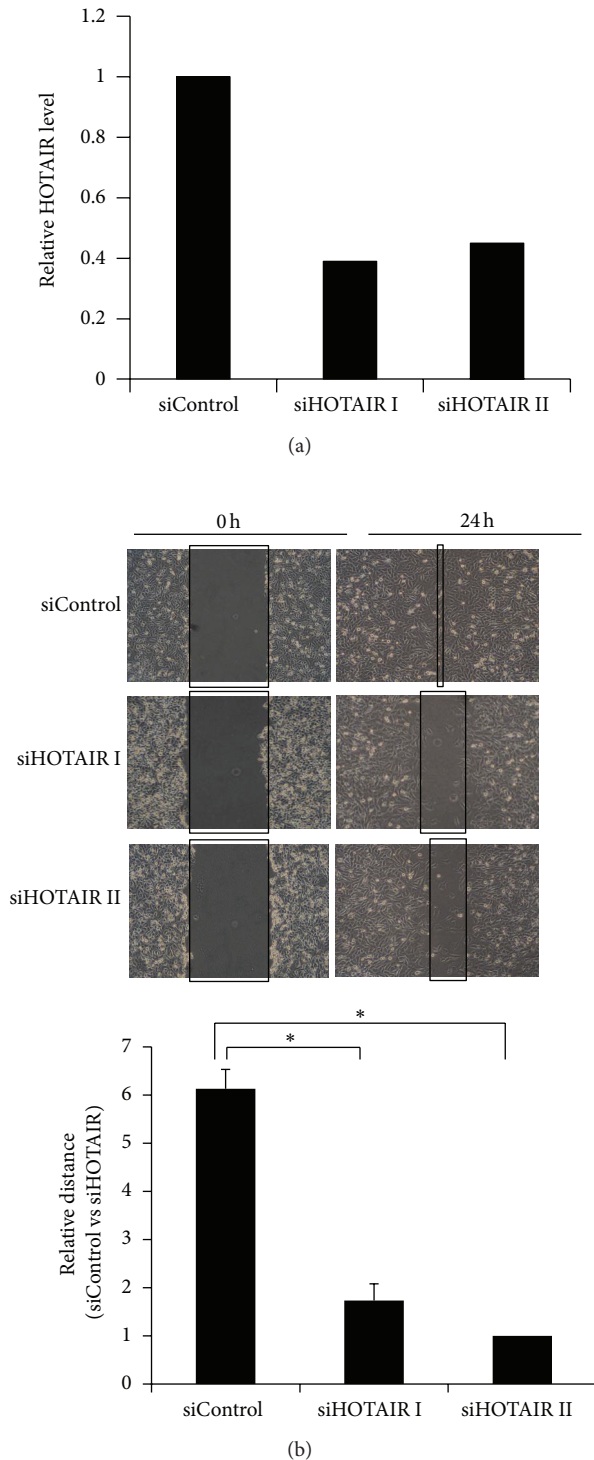 1.2
1
0.8
0.6
0.4
0.2
0
Relative HOTAIR level
siControl
siHOTAIR I
siHOTAIR II
(a)
0 h
24 h
siControl
siHOTAIR I
siHOTAIR II
7
6
5
4
3
2
1
0
Relative distance
(siControl vs siHOTAIR)
*
*
siControl
siHOTAIR I
siHOTAIR II
(b)